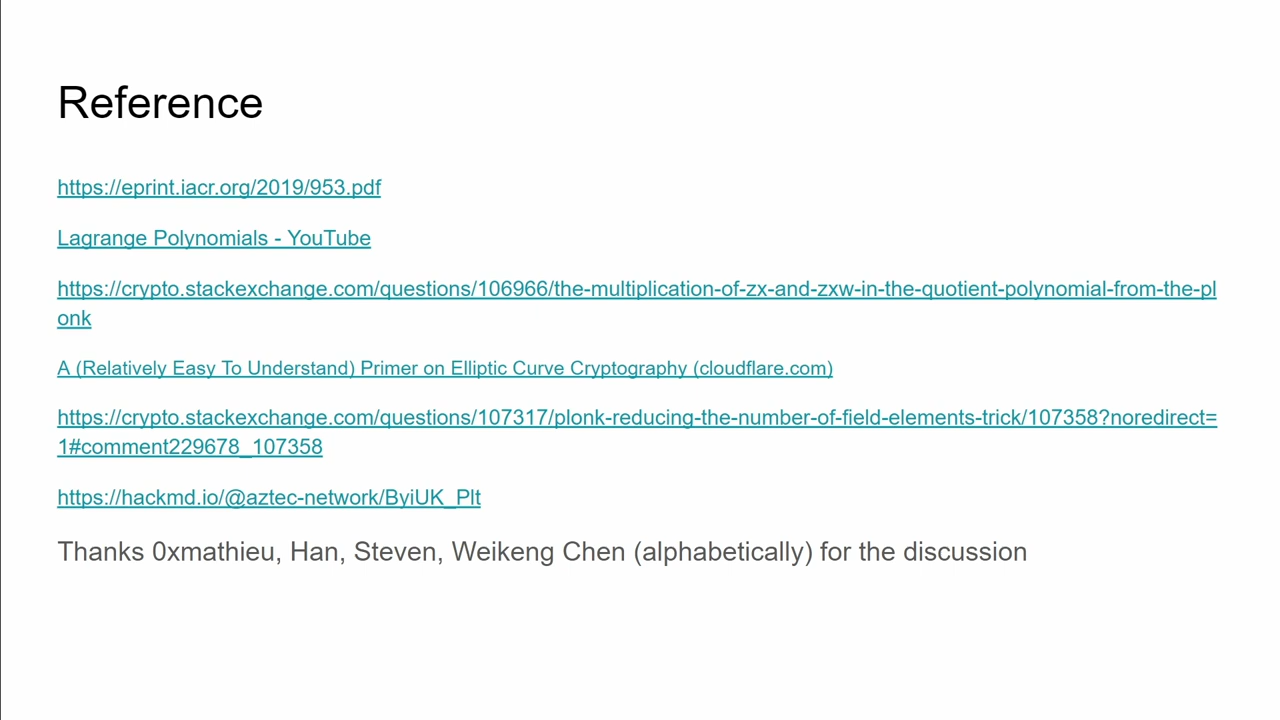 Reference
https://eprint.iacr.org/2019/953.pdf
Lagrange Polynomials - YouTube
https://crypto.stackexchange.com/questions/106966/the-multiplication-of-zx-and-zxw-in-the-quotient-polynomial-from-the-pl
onk
A (Relatively Easy To Understand) Primer on Elliptic Curve Cryptography (cloudflare.com)
https://crypto.stackexchange.com/questions/107317/plonk-reducing-the-number-of-field-elements-trick/107358?noredirect=
1#comment229678_107358
https://hackmd.io/@aztec-network/ByiUK_Plt
Thanks 0xmathieu, Han, Steven, Weikeng Chen (alphabetically) for the discussion